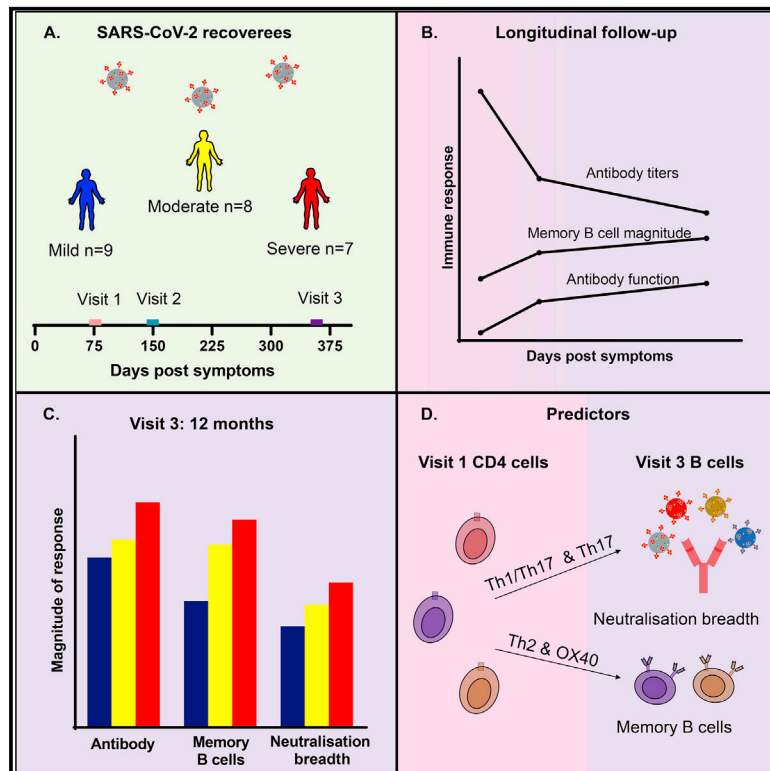 A. SARS-CoV-2 recoverees
Mild n=9
Moderate n=8
Severe n=7
Visit 1
Visit 2
Visit 3
0 75 150 225 300 375
Days post symptoms
B. Longitudinal follow-up
Immune response
Antibody titers
Memory B cell magnitude
Antibody function
Days post symptoms
C. Visit 3: 12 months
Magnitude of response
Antibody
Memory
B cells
Neutralisation
breadth
D. Predictors
Visit 1 CD4 cells
Visit 3 B cells
Th1/Th17 & Th17
Neutralisation breadth
Th2 & OX40
Memory B cells